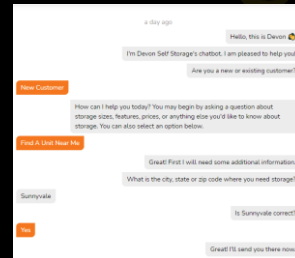 a day ago
Hello, this is Devon
I'm Devon Self Storage's chatbot. I am pleased to help you!
Are you a new or existing customer?
New Customer
How can I help you today? You may begin by asking a question about
storage sizes, features, prices, or anything else you'd like to know about
storage. You can also select an option below.
Find A Unit Near Me
Great! First I will need some additional information.
What is the city, state or zip code where you need storage?
Sunnyvale
Is Sunnyvale correct?
Yes
Great! I'll send you there now